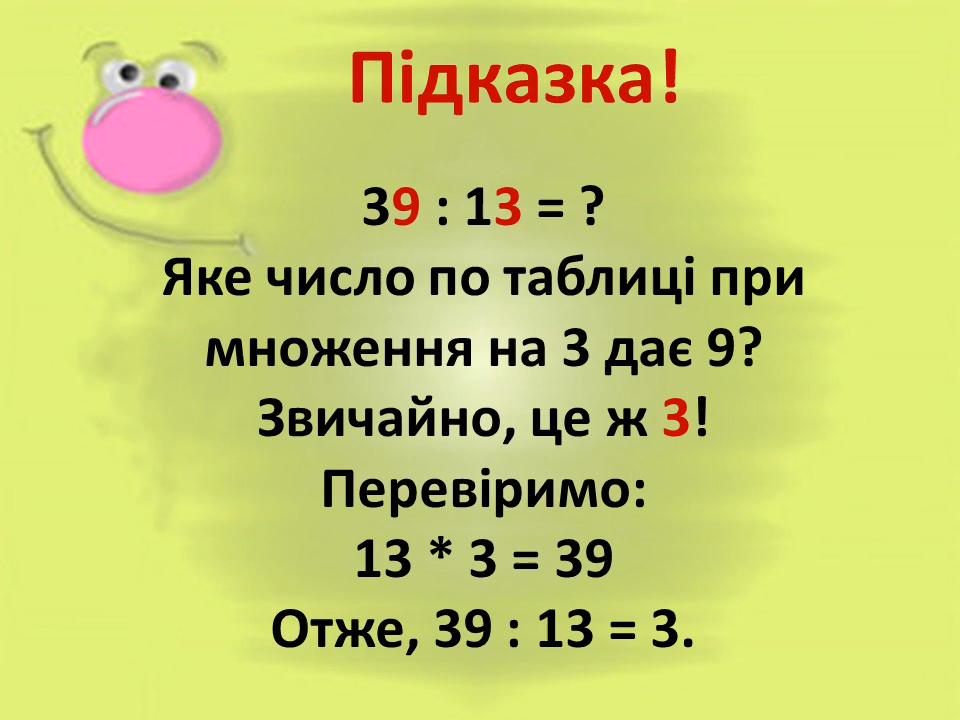 Підказка!
39 : 13 = ?
Яке число по таблиці при
множення на 3 дає 9?
Звичайно, це ж 3!
Перевіримо:
13 * 3 = 39
Отже, 39 : 13 = 3.